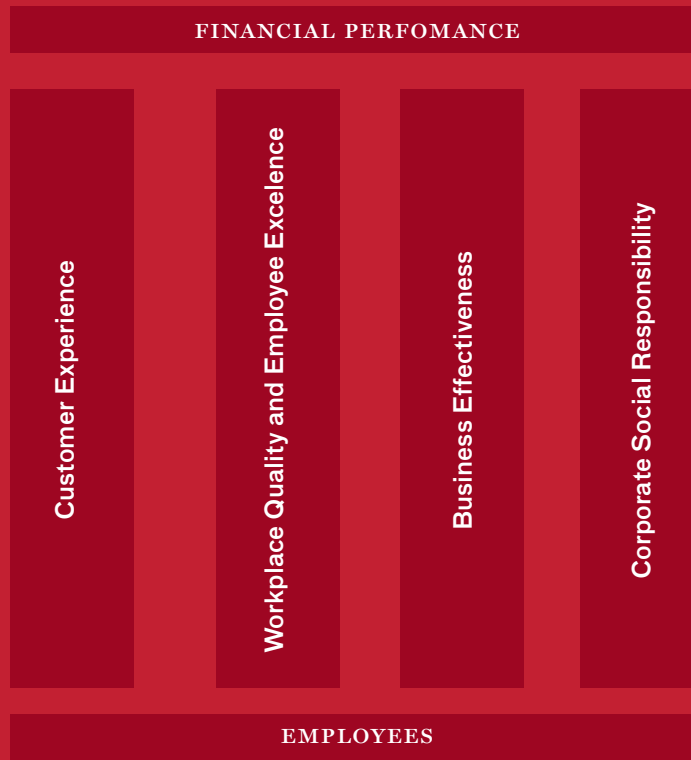 FINANCIAL PERFOMANCE
Customer Experience
Workplace Quality and Employee Excelence
Business Effectiveness
Corporate Social Responsibility
EMPLOYEES